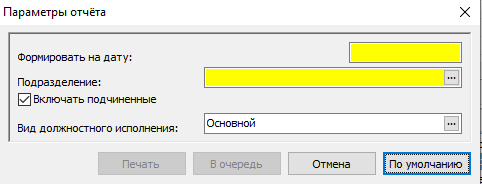 Параметры отчёта
Формировать на дату:
Подразделение:
...
Включать подчиненные
Вид должностного исполнения:
Основной
...
Печать
В очередь
Отмена
По умолчанию